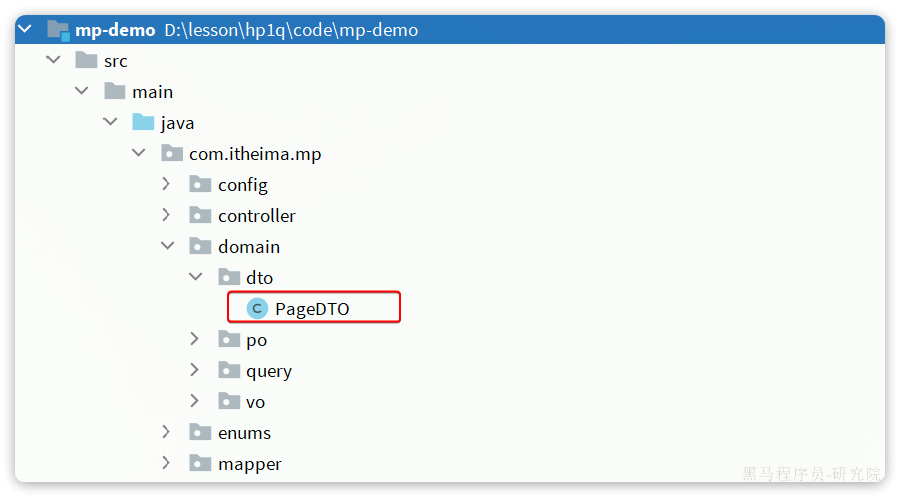 mp-demo D:\lesson\hp1q\code\mp-demo
src
main
java
com.itheima.mp
config
controller
domain
dto
C PageDTO
po
query
vo
enums
mapper
黑马程序员-研究院